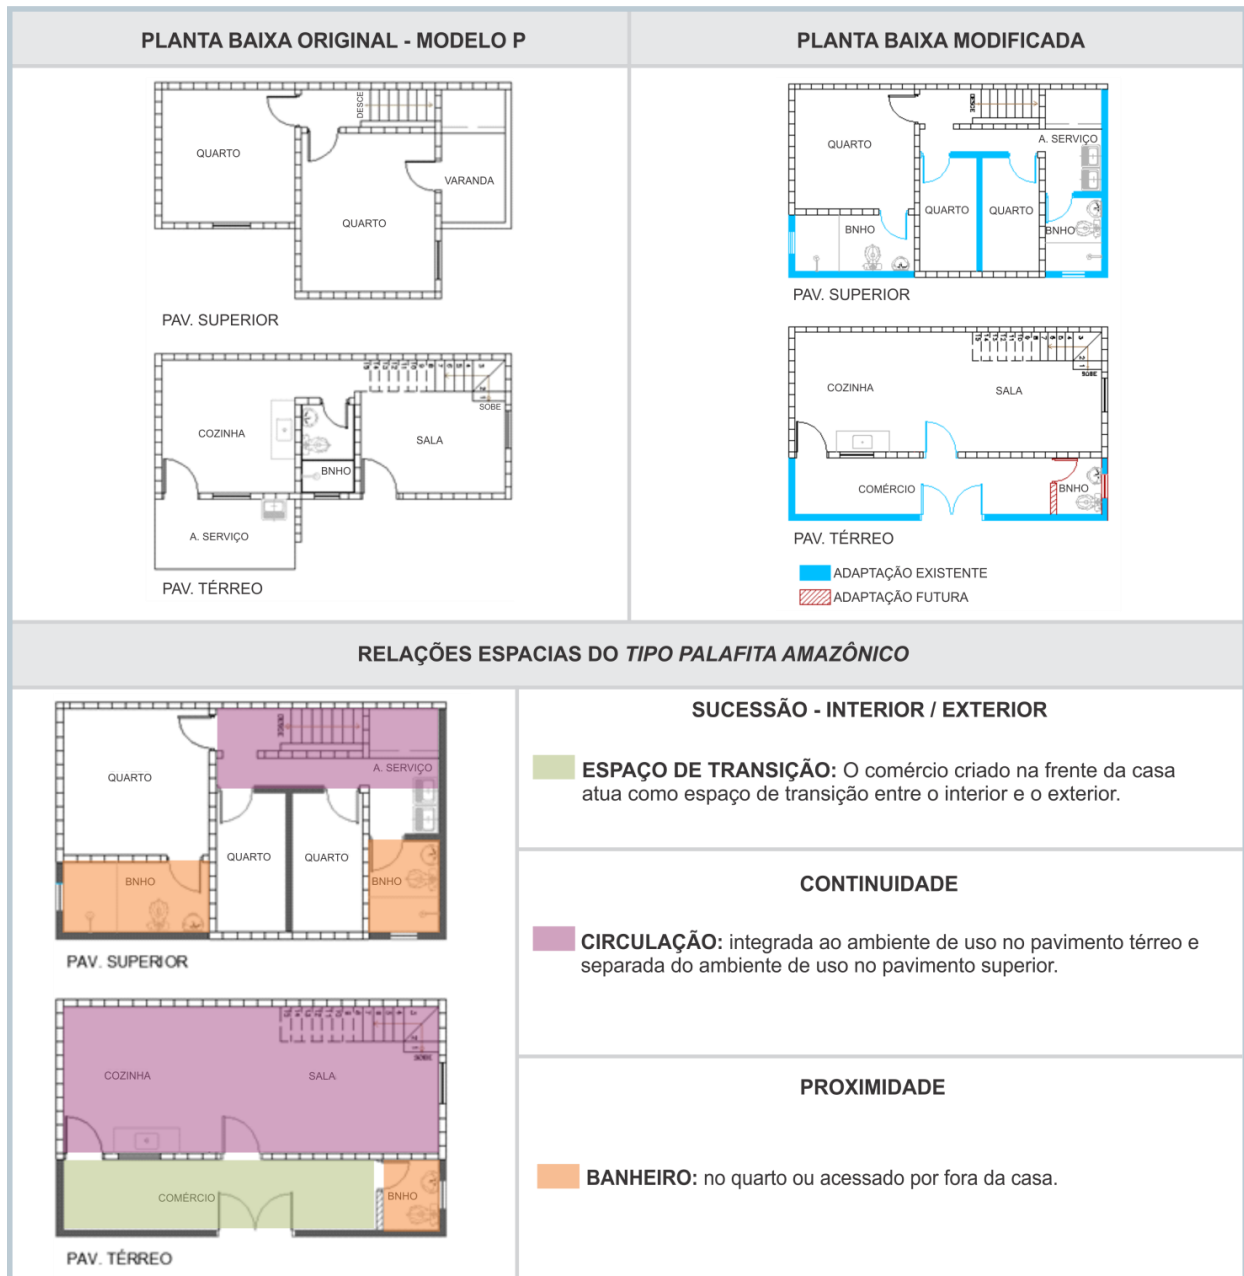 PLANTA BAIXA ORIGINAL - MODELO P
QUARTO
DESCE
QUARTO
VARANDA
PAV. SUPERIOR
COZINHA
BNHO
SALA
SOBE
A. SERVIÇO
PAV. TÉRREO
PLANTA BAIXA MODIFICADA
QUARTO
DESCE
A. SERVIÇO
QUARTO
QUARTO
BNHO
BNHO
PAV. SUPERIOR
COZINHA
SALA
SOBE
COMÉRCIO
BNHO
PAV. TÉRREO
ADAPTAÇÃO EXISTENTE
ADAPTAÇÃO FUTURA
RELAÇÕES ESPACIAS DO TIPO PALAFITA AMAZÔNICO
QUARTO
DESCE
A. SERVIÇO
QUARTO
QUARTO
BNHO
BNHO
PAV. SUPERIOR
COZINHA
SALA
COMÉRCIO
BNHO
PAV. TÉRREO
SUCESSÃO - INTERIOR / EXTERIOR
ESPAÇO DE TRANSIÇÃO: O comércio criado na frente da casa
atua como espaço de transição entre o interior e o exterior.
CONTINUIDADE
CIRCULAÇÃO: integrada ao ambiente de uso no pavimento térreo e
separada do ambiente de uso no pavimento superior.
PROXIMIDADE
BANHEIRO: no quarto ou acessado por fora da casa.